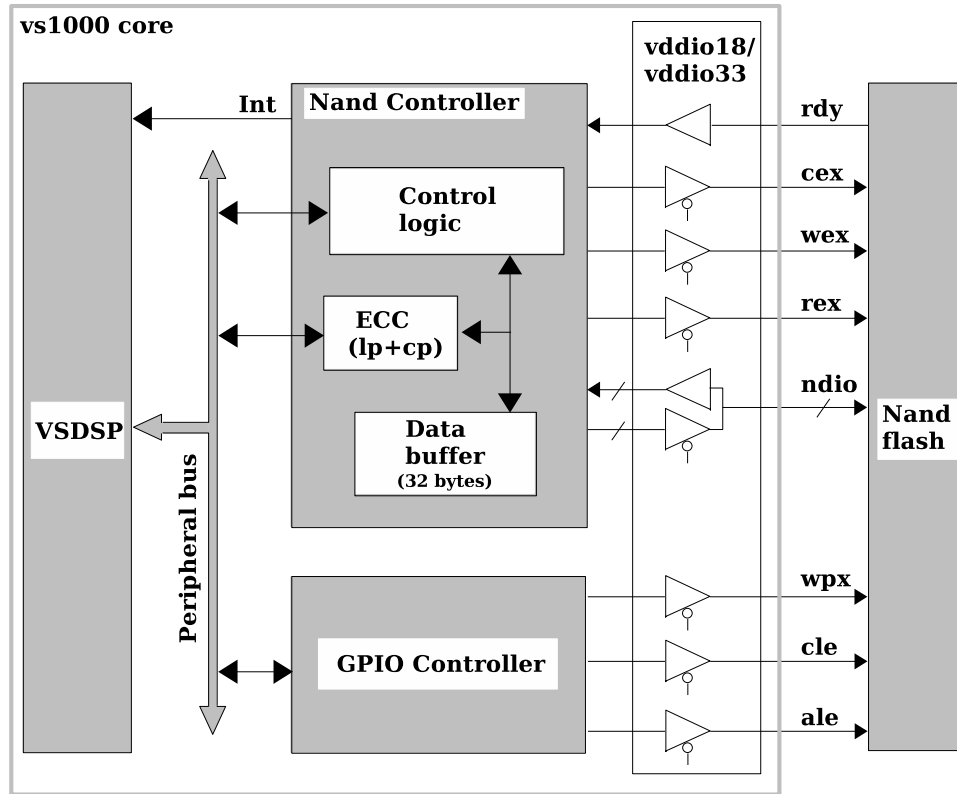 vs1000 core
vddio18/
vddio33
Int
Nand Controller
rdy
Control
logic
cex
wex
rex
ECC
(lp+cp)
ndio
VSDSP
Data
buffer
(32 bytes)
Nand
flash
Peripheral bus
wpx
GPIO Controller
cle
ale